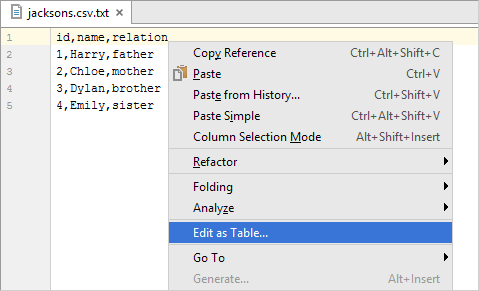 jacksons.csv.txt
1 id,name,relation
2 1,Harry,father
3 2,Chloe,mother
4 3,Dylan,brother
5 4,Emily,sister
Copy Reference Ctrl+Alt+Shift+C
Paste Ctrl+V
Paste from History... Ctrl+Shift+V
Paste Simple Ctrl+Alt+Shift+V
Column Selection Mode Alt+Shift+Insert
Refactor
Folding
Analyze
Edit as Table...
Go To
Generate... Alt+Insert